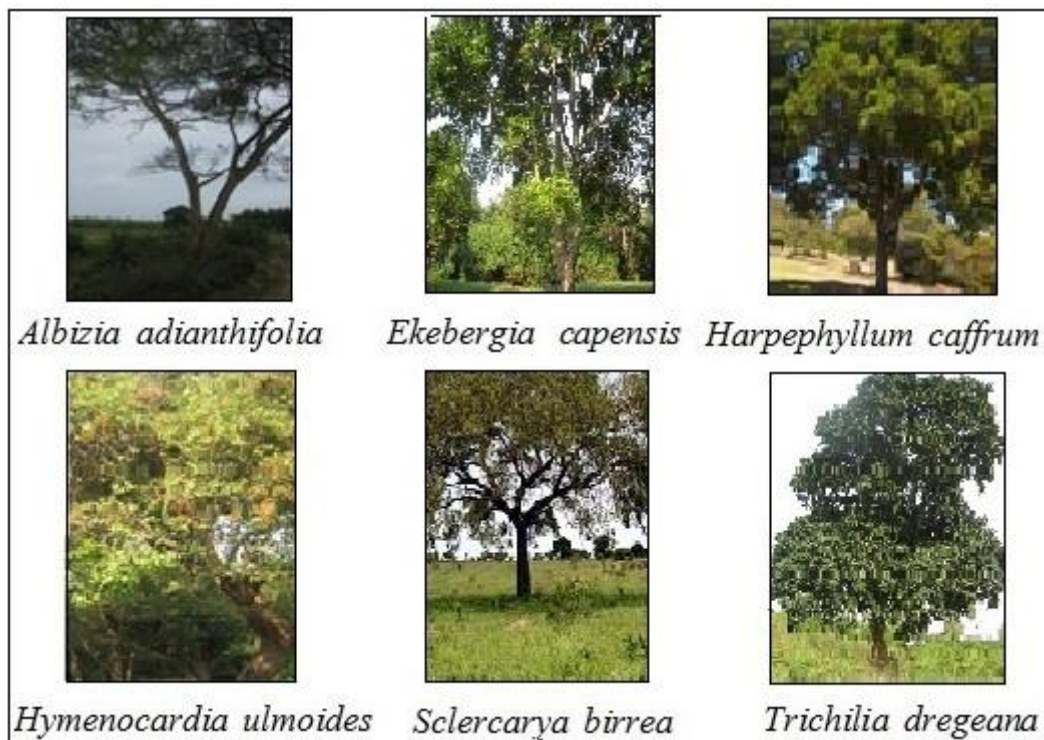 Albizia adianthifolia Ekebergia capensis Harpephyllum caffrum
Hymenocardia ulmoides Sclercarya birrea Trichilia dregeana